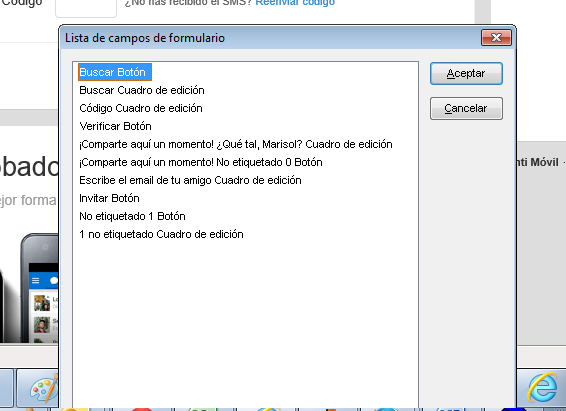 Código
¿No has recibido el SMS? Reenviar código
Lista de campos de formulario
Buscar Botón
Aceptar
Buscar Cuadro de edición
Código Cuadro de edición
Cancelar
Verificar Botón
¡Comparte aquí un momento! ¿Qué tal, Marisol? Cuadro de edición
¡Comparte aquí un momento! No etiquetado 0 Botón
Escribe el email de tu amigo Cuadro de edición
Invitar Botón
No etiquetado 1 Botón
1 no etiquetado Cuadro de edición
obado
nti Móvil
ejor forma